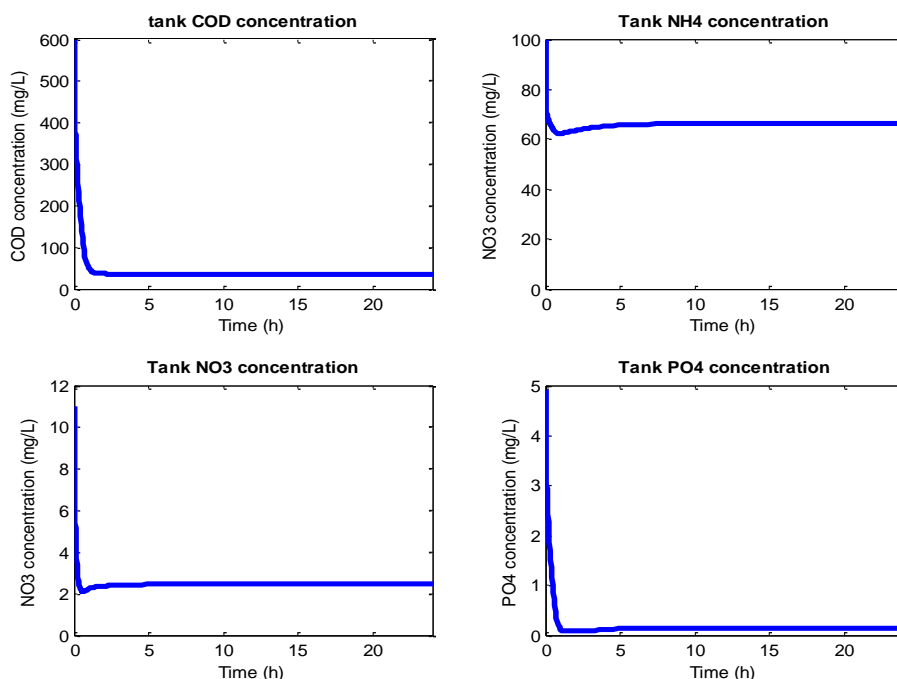 tank COD concentration
COD concentration (mg/L)
600
500
400
300
200
100
0
0 5 10 15 20
Time (h)
Tank NH4 concentration
NO3 concentration (mg/L)
100
80
60
40
20
0
0 5 10 15 20
Time (h)
Tank NO3 concentration
NO3 concentration (mg/L)
12
10
8
6
4
2
0
0 5 10 15 20
Time (h)
Tank PO4 concentration
PO4 concentration (mg/L)
5
4
3
2
1
0
0 5 10 15 20
Time (h)